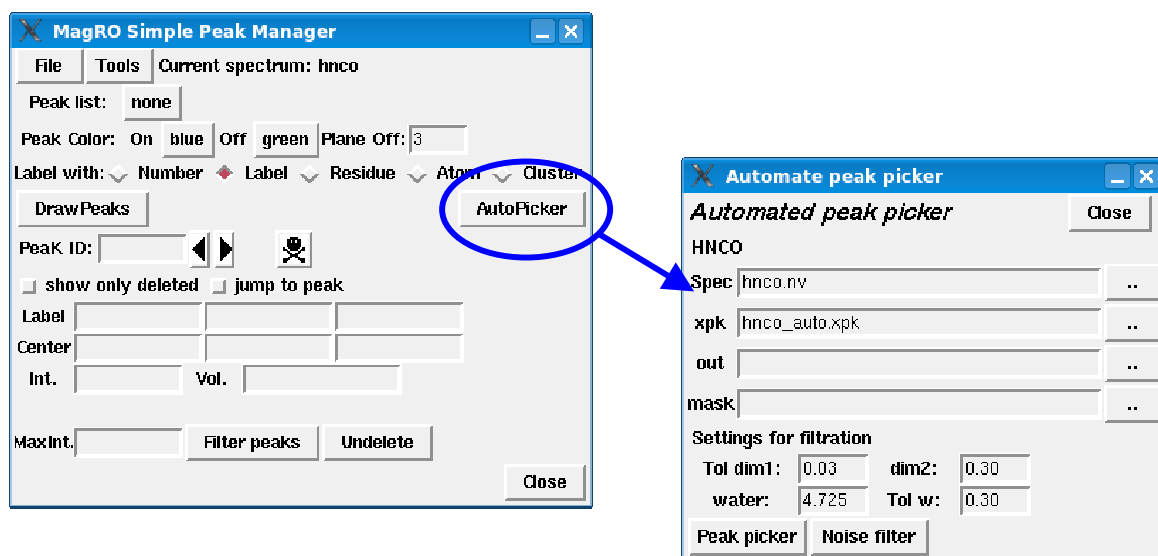 MagRO Simple Peak Manager
File Tools Current spectrum: hnco
Peak list: none
Peak Color: On blue Off green Plane Off: 3
Label with: Number Label Residue Atom Cluster
DrawPeaks AutoPicker
PeaK ID:
show only deleted jump to peak
Label
Center
Int. Vol.
MaxInt. Filter peaks Undelete
Close
Automate peak picker
Automated peak picker Close
HNCO
Spec hnco.nv ..
xpk hnco_auto.xpk ..
out ..
mask ..
Settings for filtration
Tol dim1: 0.03 dim2: 0.30
water: 4.725 Tol w: 0.30
Peak picker Noise filter